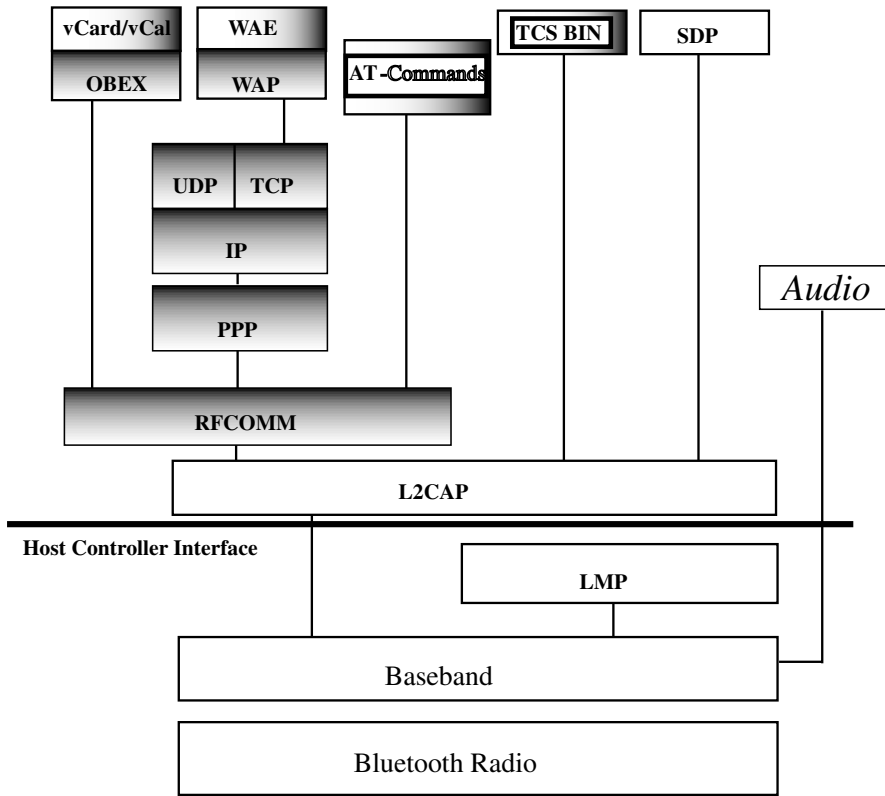 vCard/vCal
OBEX
WAE
WAP
AT-Commands
TCS BIN
SDP
UDP
TCP
IP
Audio
PPP
RFCOMM
L2CAP
Host Controller Interface
LMP
Baseband
Bluetooth Radio